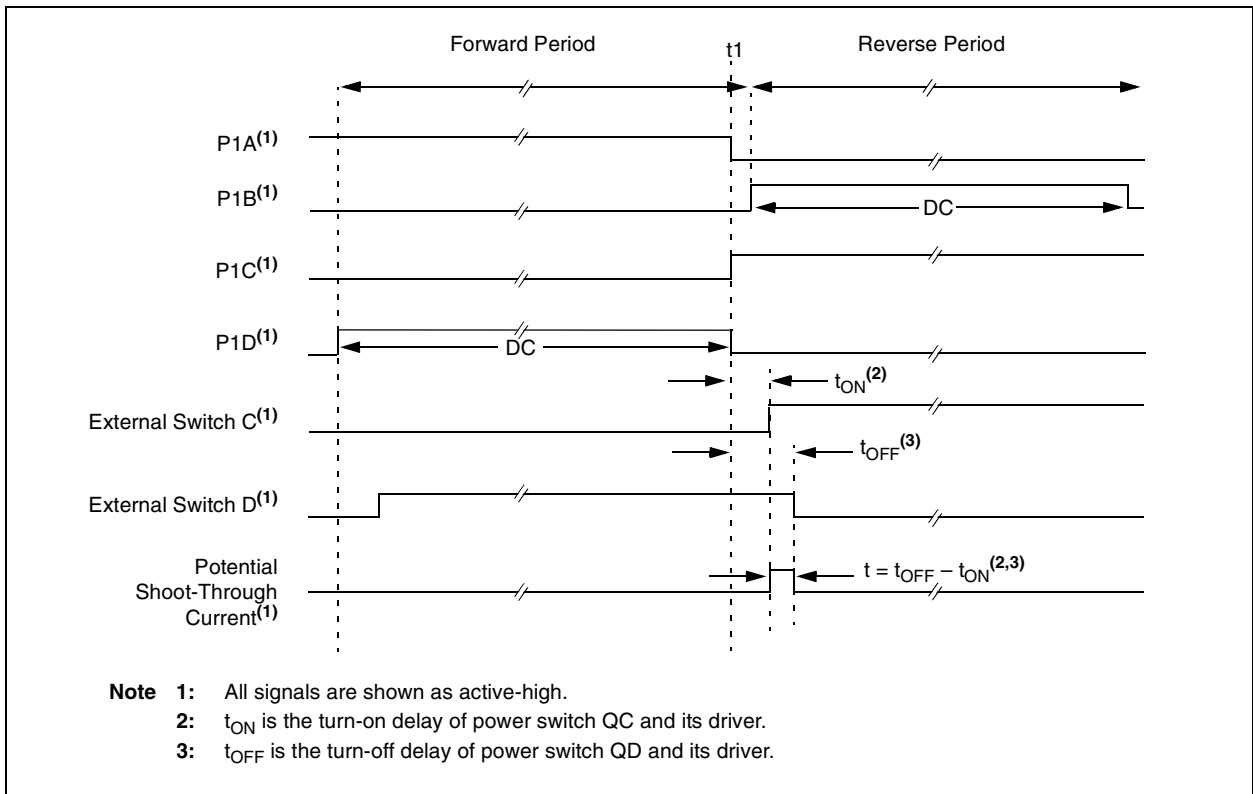 Forward Period
t1
Reverse Period
P1A(1)
P1B(1)
DC
P1C(1)
P1D(1)
DC
tON(2)
External Switch C(1)
tOFF(3)
External Switch D(1)
Potential
Shoot-Through
Current(1)
t = tOFF – tON(2,3)
Note 1: All signals are shown as active-high.
2: tON is the turn-on delay of power switch QC and its driver.
3: tOFF is the turn-off delay of power switch QD and its driver.